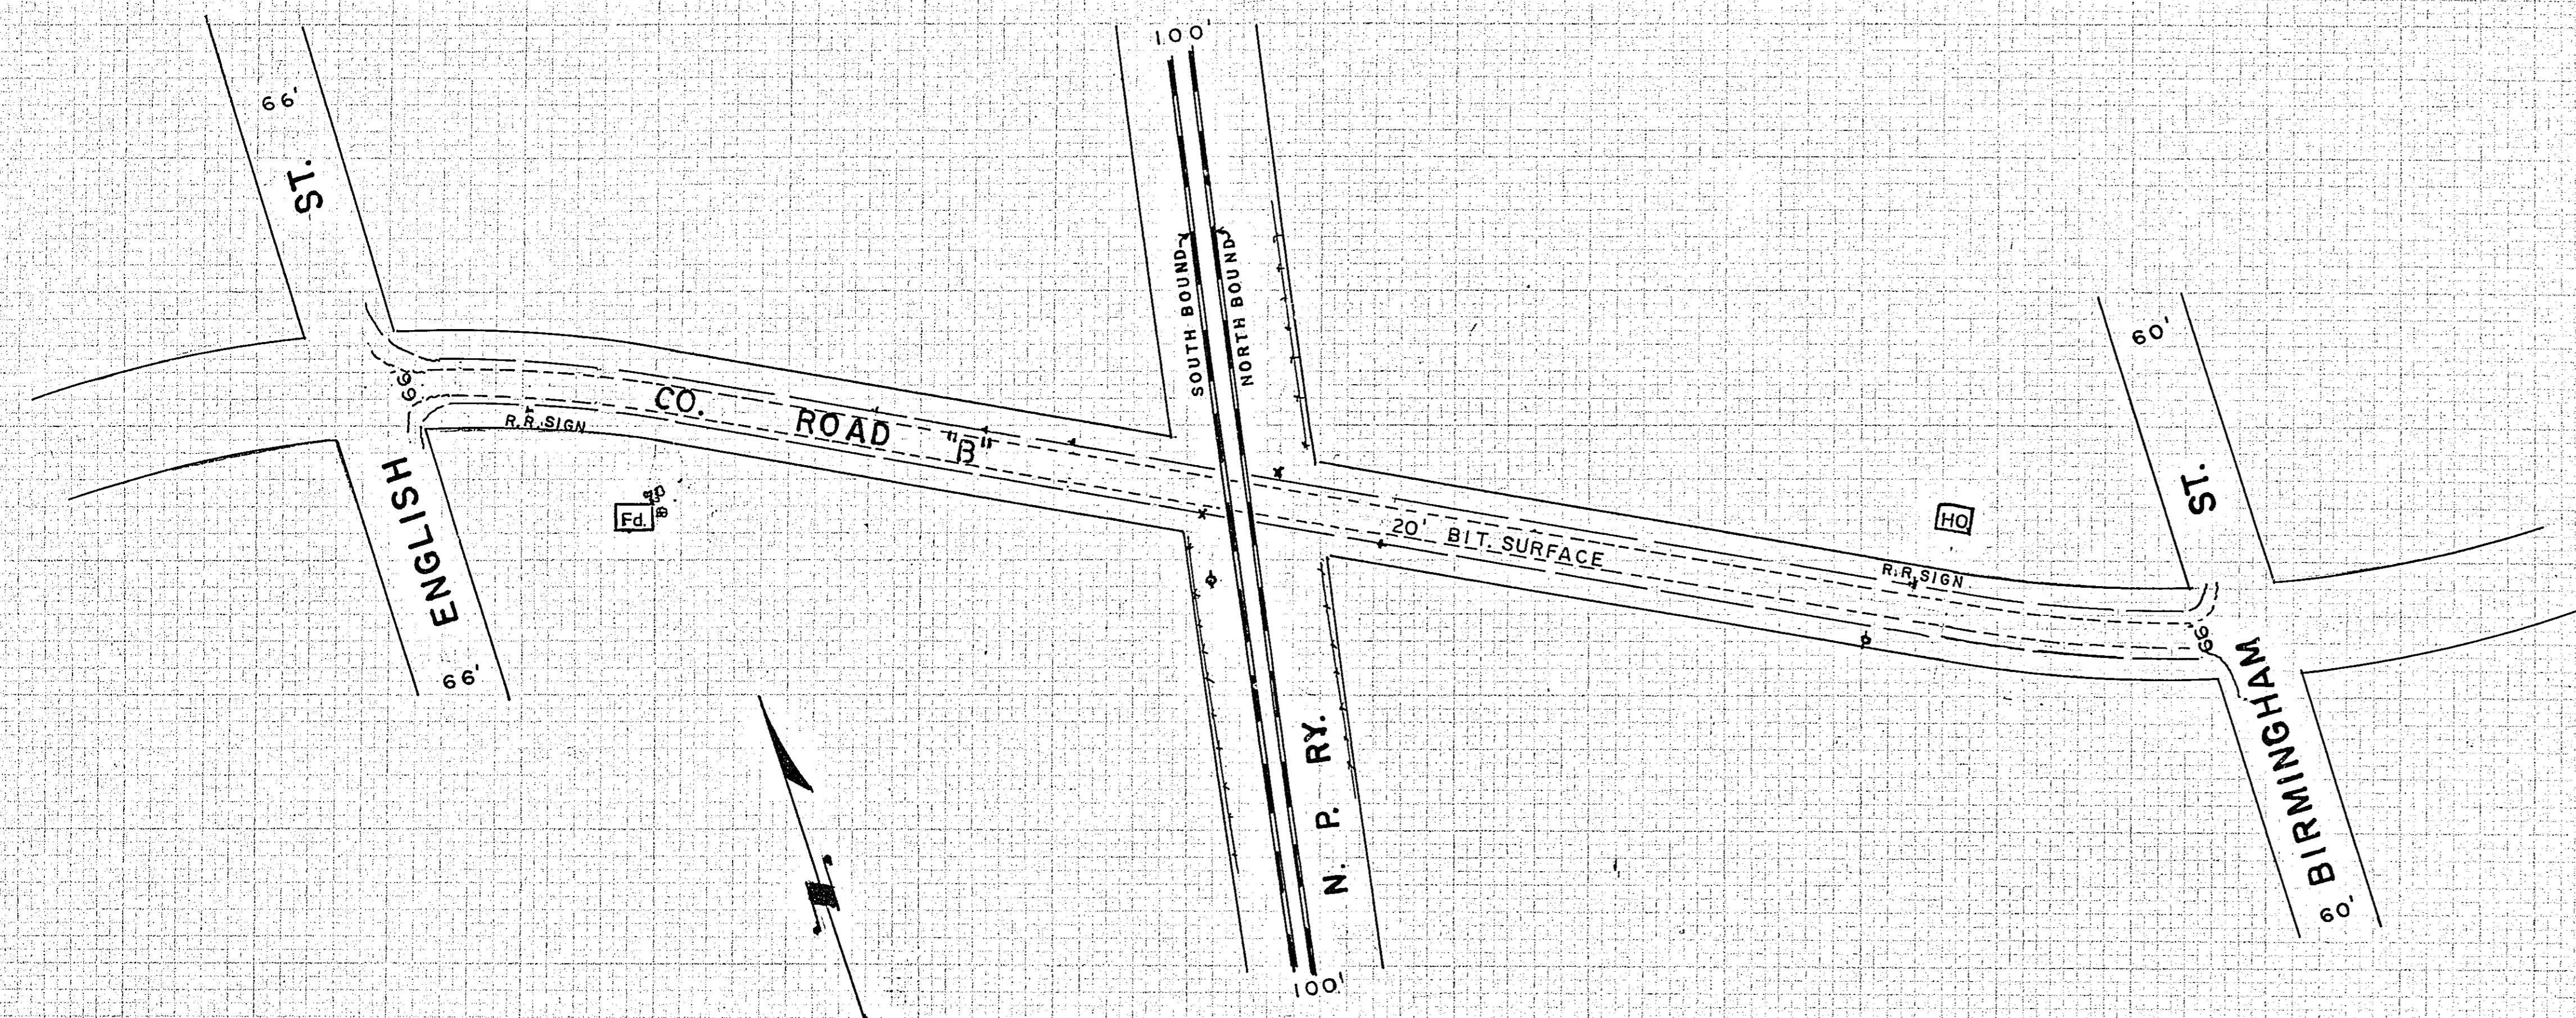 66'
ST.
66'
R.R. SIGN
CO. ROAD "B"
ENGLISH
66'
Fd.
100'
SOUTH BOUND
NORTH BOUND
20' BIT. SURFACE
N. P. RY.
100'
HO
R.R. SIGN
60'
ST.
66'
BIRMINGHAM
60'